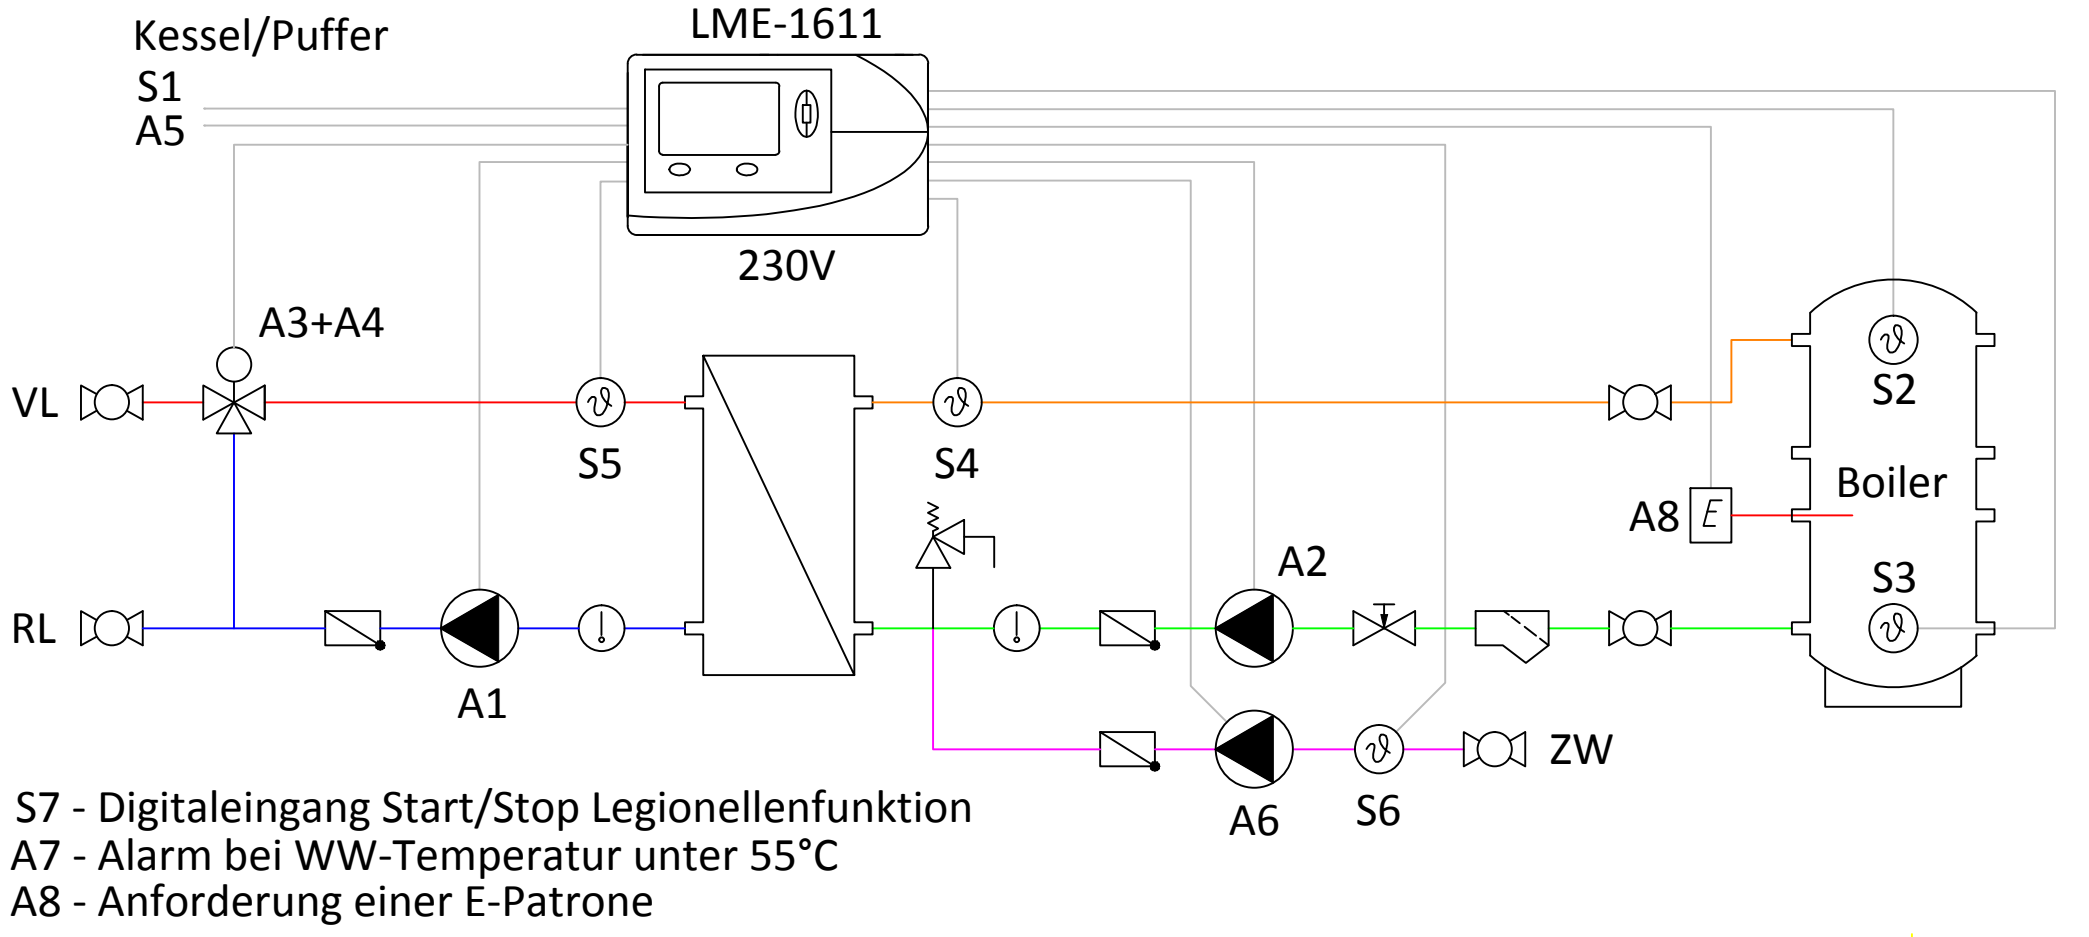 Kessel/Puffer
LME-1611
S1
A5
230V
A3+A4
VL
S5
S4
S2
Boiler
A8
E
S3
A2
RL
A1
ZW
A6
S6
S7 - Digitaleingang Start/Stop Legionellenfunktion
A7 - Alarm bei WW-Temperatur unter 55°C
A8 - Anforderung einer E-Patrone